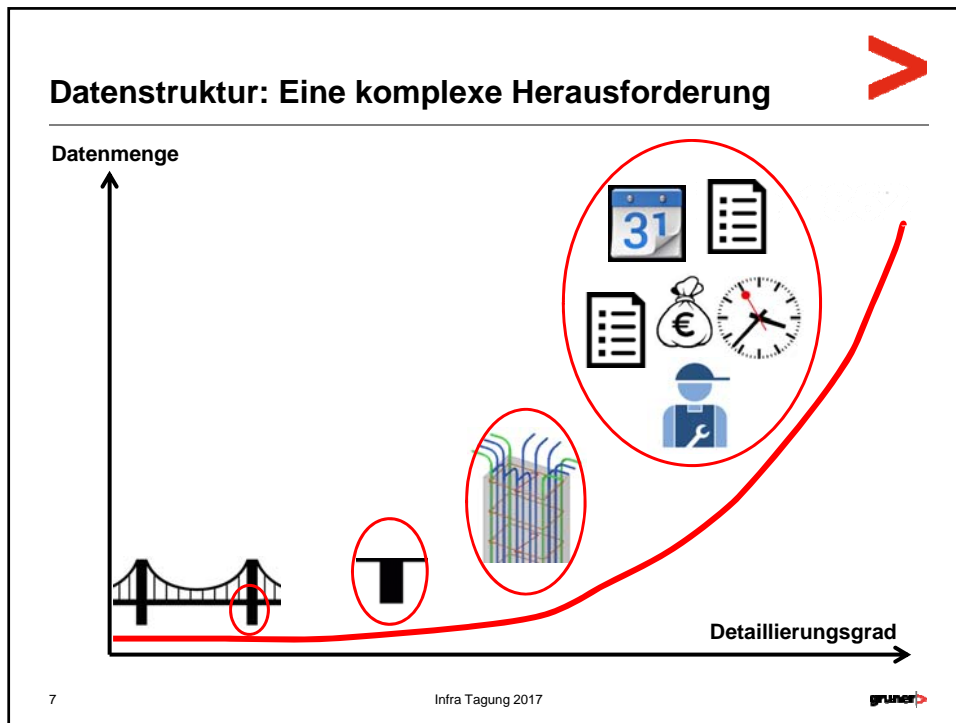 Datenstruktur: Eine komplexe Herausforderung
Datenmenge
31
€
Detaillierungsgrad
7
Infra Tagung 2017
gruner